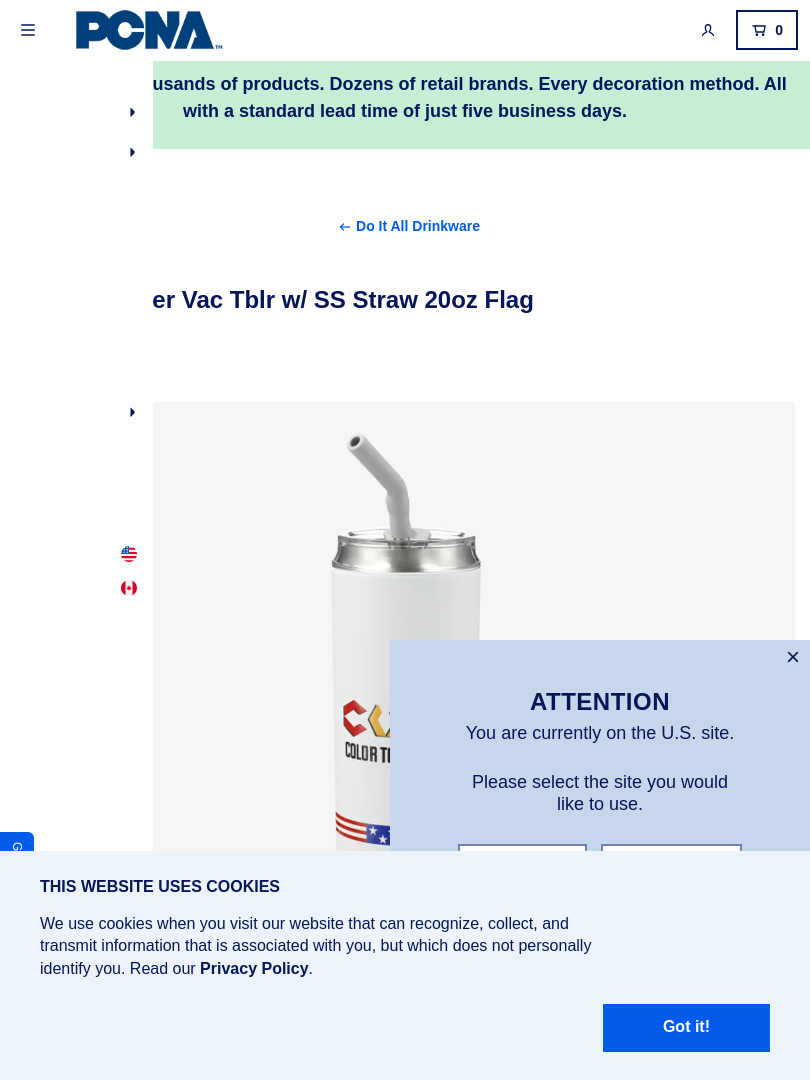 PCNA™
0
usands of products. Dozens of retail brands. Every decoration method. All
with a standard lead time of just five business days.
← Do It All Drinkware
er Vac Tblr w/ SS Straw 20oz Flag
ATTENTION
You are currently on the U.S. site.
Please select the site you would
like to use.
G
THIS WEBSITE USES COOKIES
We use cookies when you visit our website that can recognize, collect, and
transmit information that is associated with you, but which does not personally
identify you. Read our Privacy Policy.
Got it!